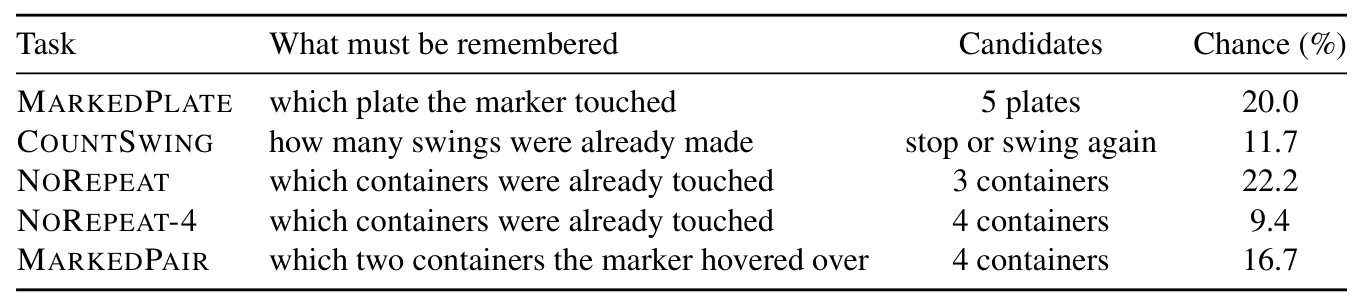 Task What must be remembered Candidates Chance (%)
MARKEDPLATE which plate the marker touched 5 plates 20.0
COUNTSWING how many swings were already made stop or swing again 11.7
NOREPEAT which containers were already touched 3 containers 22.2
NOREPEAT-4 which containers were already touched 4 containers 9.4
MARKEDPAIR which two containers the marker hovered over 4 containers 16.7